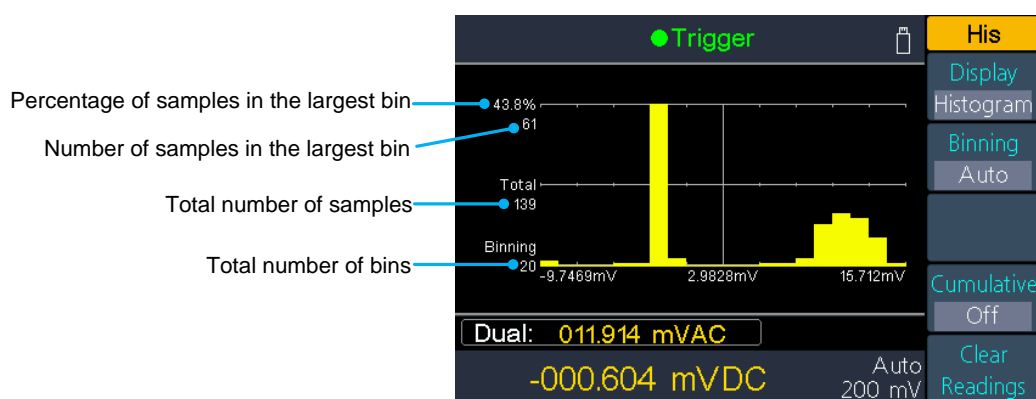 Trigger
His
Display
Histogram
Binning
Auto
Cumulative
Off
Clear
Readings
Percentage of samples in the largest bin
43.8%
Number of samples in the largest bin
61
Total
Total number of samples
139
Binning
Total number of bins
20
-9.7469mV
2.9828mV
15.712mV
Dual: 011.914 mVAC
-000.604 mVDC
Auto
200 mV